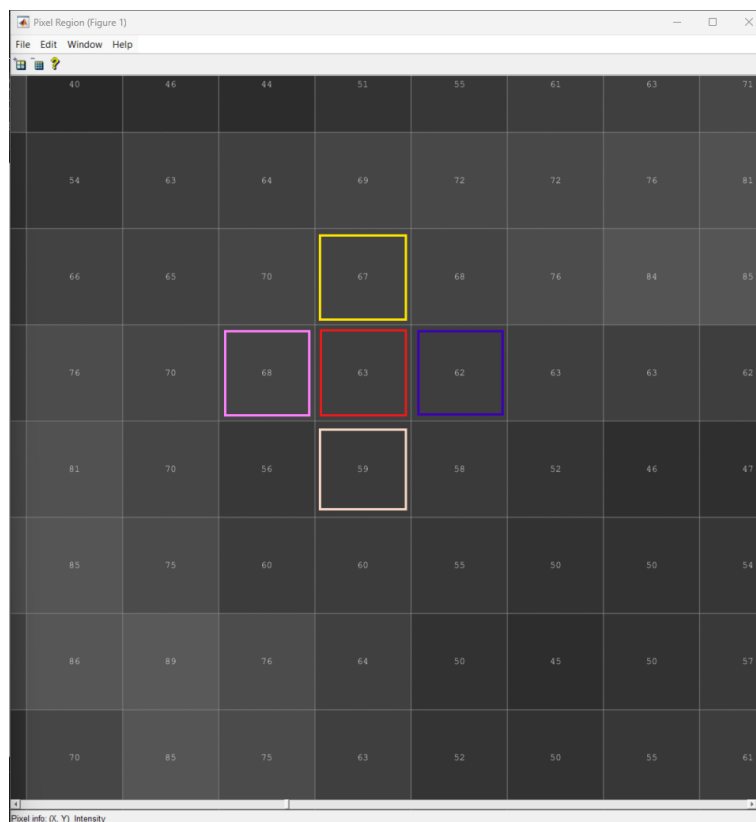 Pixel Region (Figure 1)
File Edit Window Help
40 46 44 51 55 61 63 71
54 63 64 69 72 72 76 81
66 65 70 67 68 76 84 85
76 70 68 63 62 63 63 62
81 70 56 59 58 52 46 47
85 75 60 60 55 50 50 54
86 89 76 64 50 45 50 57
70 85 75 63 52 50 55 61
Pixel info: (X, Y) Intensity